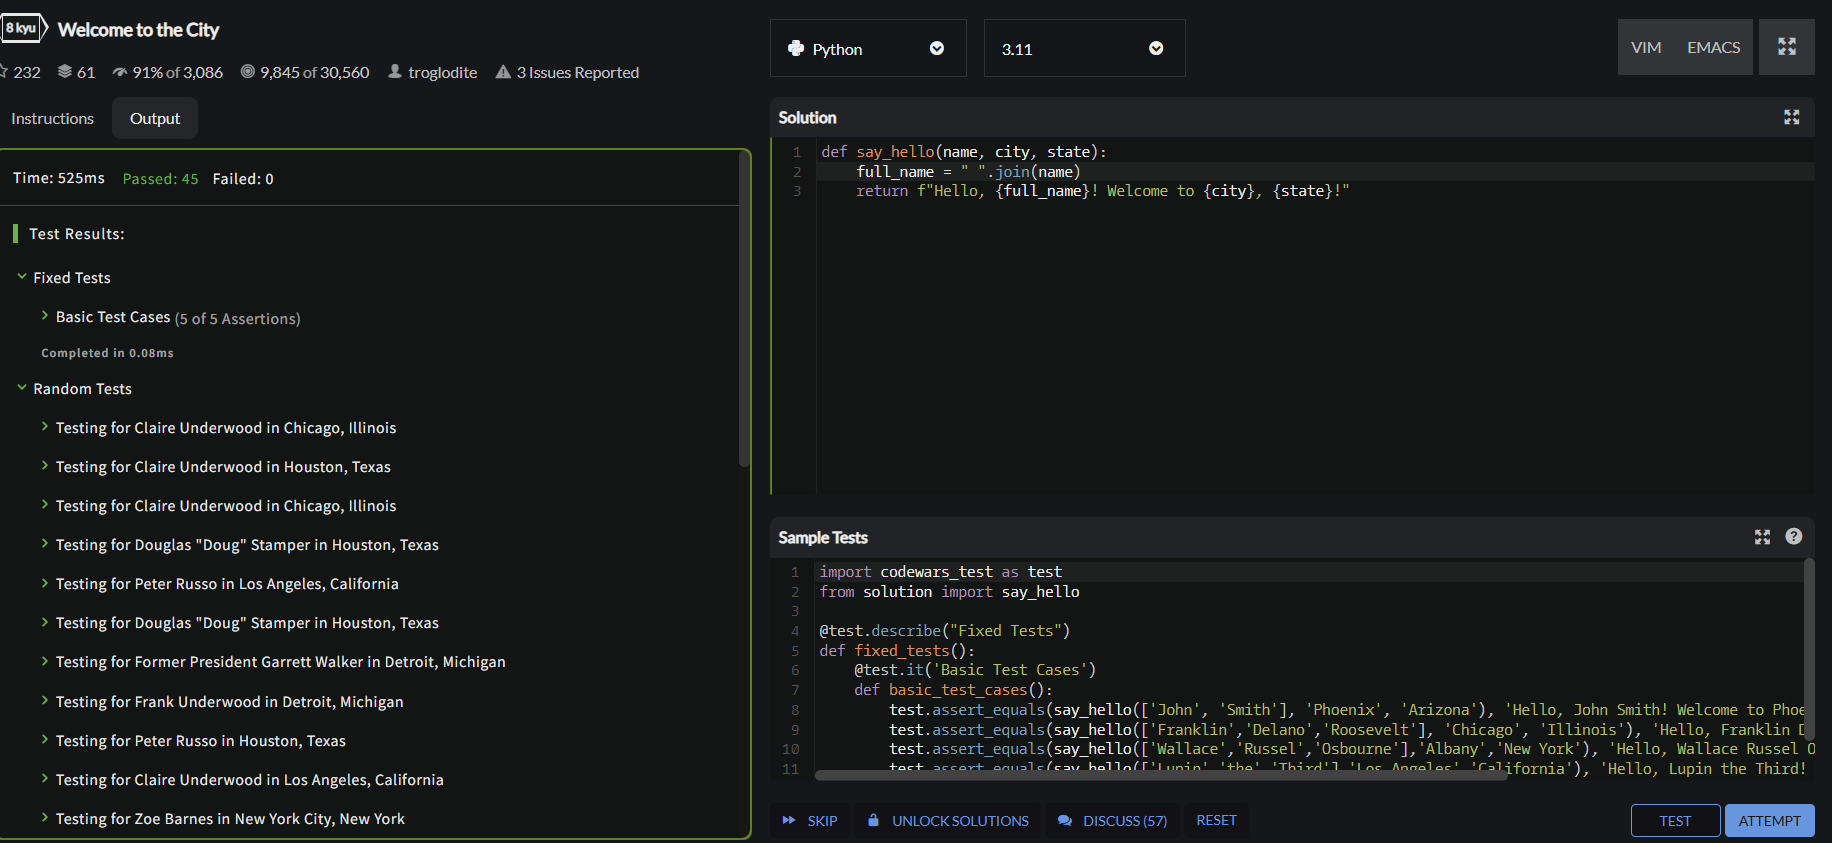 8 kyu Welcome to the City
232 61 91% of 3,086 9,845 of 30,560 troglodite 3 Issues Reported
Instructions Output
Time: 525ms Passed: 45 Failed: 0
Test Results:
Fixed Tests
Basic Test Cases (5 of 5 Assertions)
Completed in 0.08ms
Random Tests
Testing for Claire Underwood in Chicago, Illinois
Testing for Claire Underwood in Houston, Texas
Testing for Claire Underwood in Chicago, Illinois
Testing for Douglas "Doug" Stamper in Houston, Texas
Testing for Peter Russo in Los Angeles, California
Testing for Douglas "Doug" Stamper in Houston, Texas
Testing for Former President Garrett Walker in Detroit, Michigan
Testing for Frank Underwood in Detroit, Michigan
Testing for Peter Russo in Houston, Texas
Testing for Claire Underwood in Los Angeles, California
Testing for Zoe Barnes in New York City, New York
Python 3.11 VIM EMACS
Solution
1 def say_hello(name, city, state):
2 full_name = " ".join(name)
3 return f"Hello, {full_name}! Welcome to {city}, {state}!"
Sample Tests
1 import codewars_test as test
2 from solution import say_hello
3
4 @test.describe("Fixed Tests")
5 def fixed_tests():
6 @test.it('Basic Test Cases')
7 def basic_test_cases():
8 test.assert_equals(say_hello(['John', 'Smith'], 'Phoenix', 'Arizona'), 'Hello, John Smith! Welcome to Phoe
9 test.assert_equals(say_hello(['Franklin','Delano','Roosevelt'], 'Chicago', 'Illinois'), 'Hello, Franklin D
10 test.assert_equals(say_hello(['Wallace','Russel','Osbourne'],'Albany','New York'), 'Hello, Wallace Russel O
11 test.assert_equals(say_hello(['Lupin','the','Third'],'Los Angeles','California'), 'Hello, Lupin the Third!
SKIP UNLOCK SOLUTIONS DISCUSS (57) RESET TEST ATTEMPT